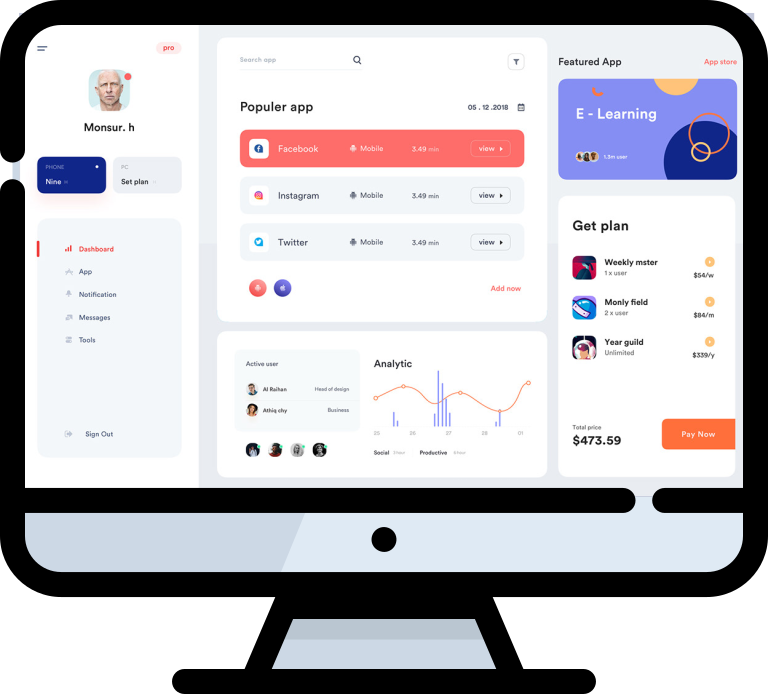 pro
Monsur. h
PHONE
Nine
PC
Set plan
Dashboard
App
Notification
Messages
Tools
Sign Out
Search app
Populer app
05 . 12 .2018
Facebook Mobile 3.49 min view
Instagram Mobile 3.49 min view
Twitter Mobile 3.49 min view
Add now
Active user
Al Raihan Head of design
Athiq chy Business
Analytic
25 26 27 28 01
Social
Productive
Featured App App store
E - Learning
1.5m user
Get plan
Weekly mster
1 x user $54/w
Monly field
2 x user $84/m
Year guild
Unlimited $339/y
Total price
$473.59
Pay Now